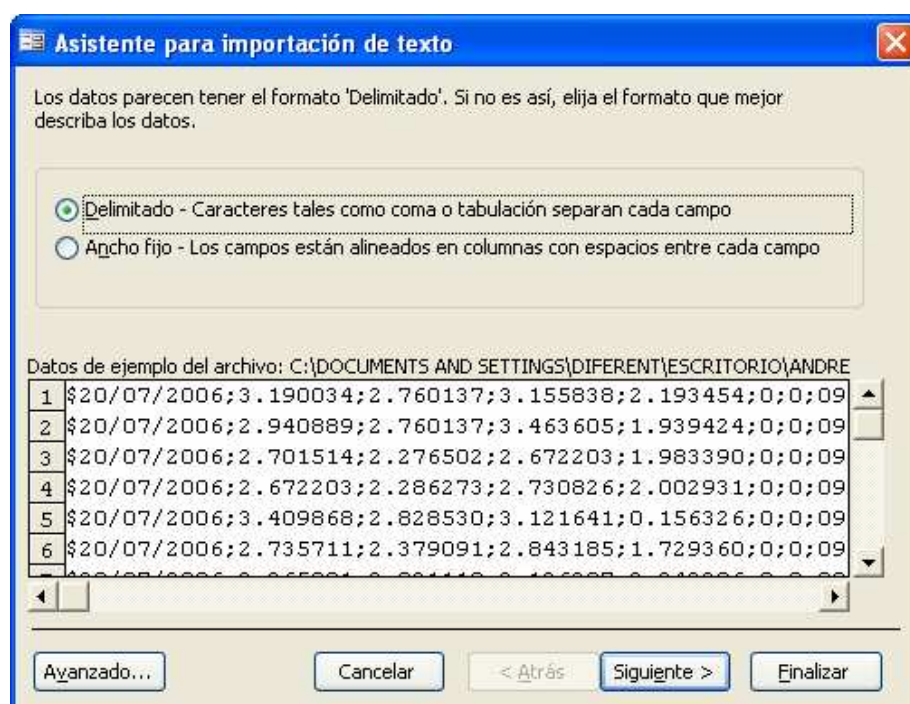 Asistente para importación de texto
Los datos parecen tener el formato 'Delimitado'. Si no es así, elija el formato que mejor
describa los datos.
Delimitado - Caracteres tales como coma o tabulación separan cada campo
Ancho fijo - Los campos están alineados en columnas con espacios entre cada campo
Datos de ejemplo del archivo: C:\DOCUMENTS AND SETTINGS\DIFERENT\ESCRITORIO\ANDRE
1 $20/07/2006;3.190034;2.760137;3.155838;2.193454;0;0;09
2 $20/07/2006;2.940889;2.760137;3.463605;1.939424;0;0;09
3 $20/07/2006;2.701514;2.276502;2.672203;1.983390;0;0;09
4 $20/07/2006;2.672203;2.286273;2.730826;2.002931;0;0;09
5 $20/07/2006;3.409868;2.828530;3.121641;0.156326;0;0;09
6 $20/07/2006;2.735711;2.379091;2.843185;1.729360;0;0;09
Avanzado... Cancelar < Atrás Siguiente > Finalizar